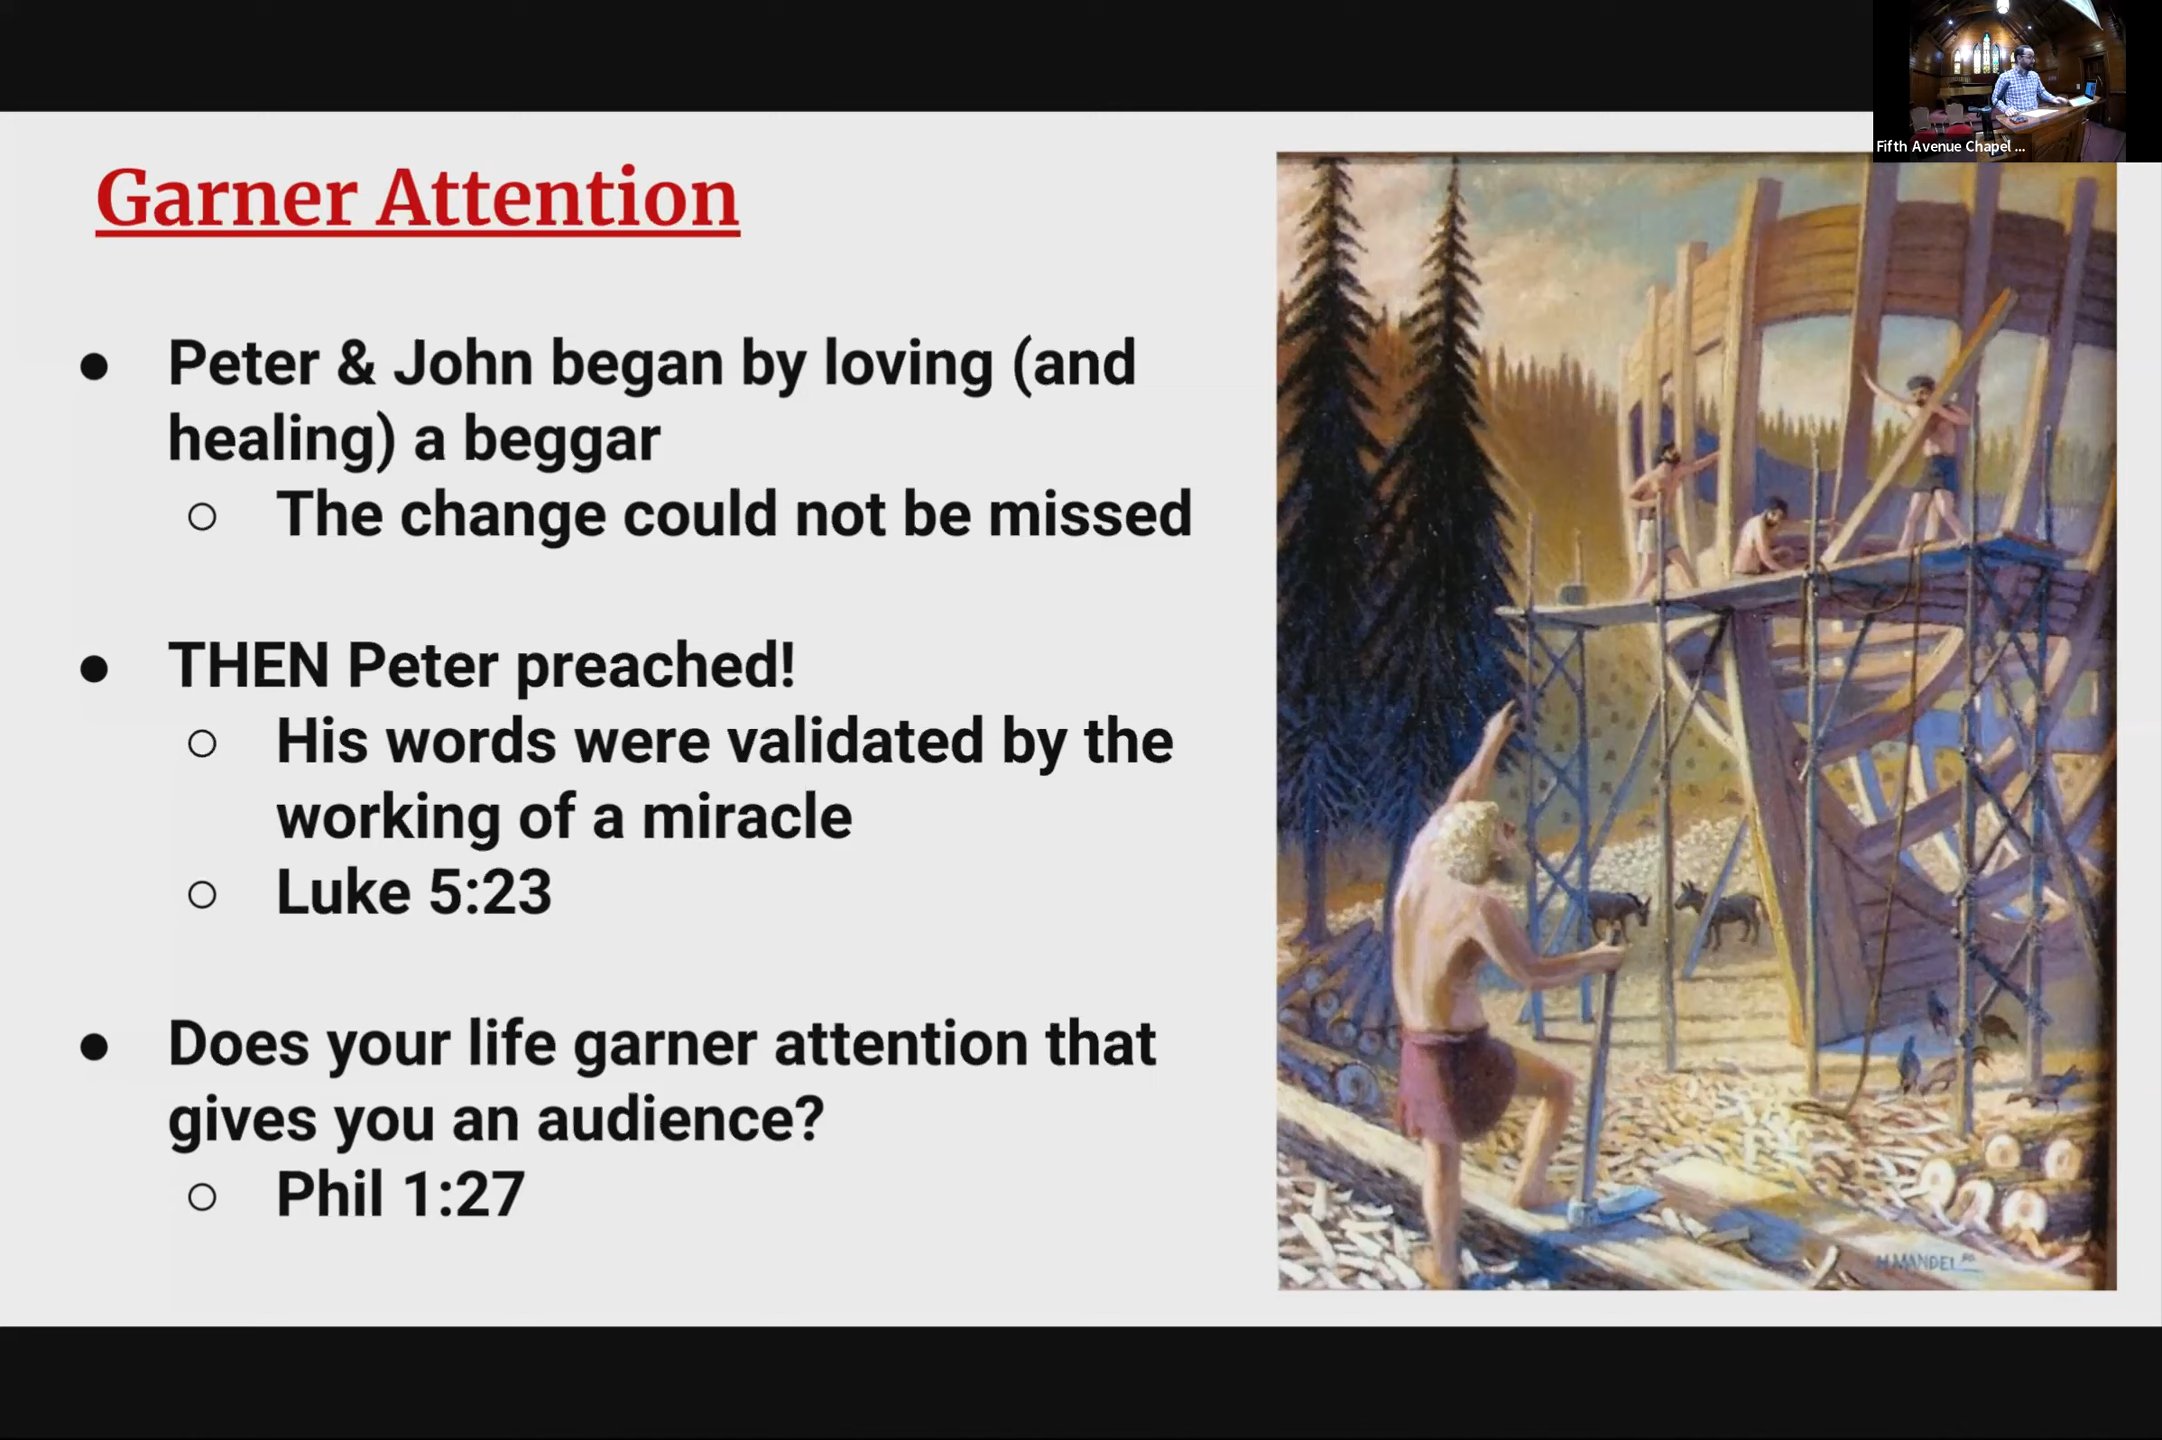 Fifth Avenue Chapel ...
Garner Attention
● Peter & John began by loving (and
healing) a beggar
○ The change could not be missed
● THEN Peter preached!
○ His words were validated by the
working of a miracle
○ Luke 5:23
● Does your life garner attention that
gives you an audience?
○ Phil 1:27
M.MANDEL